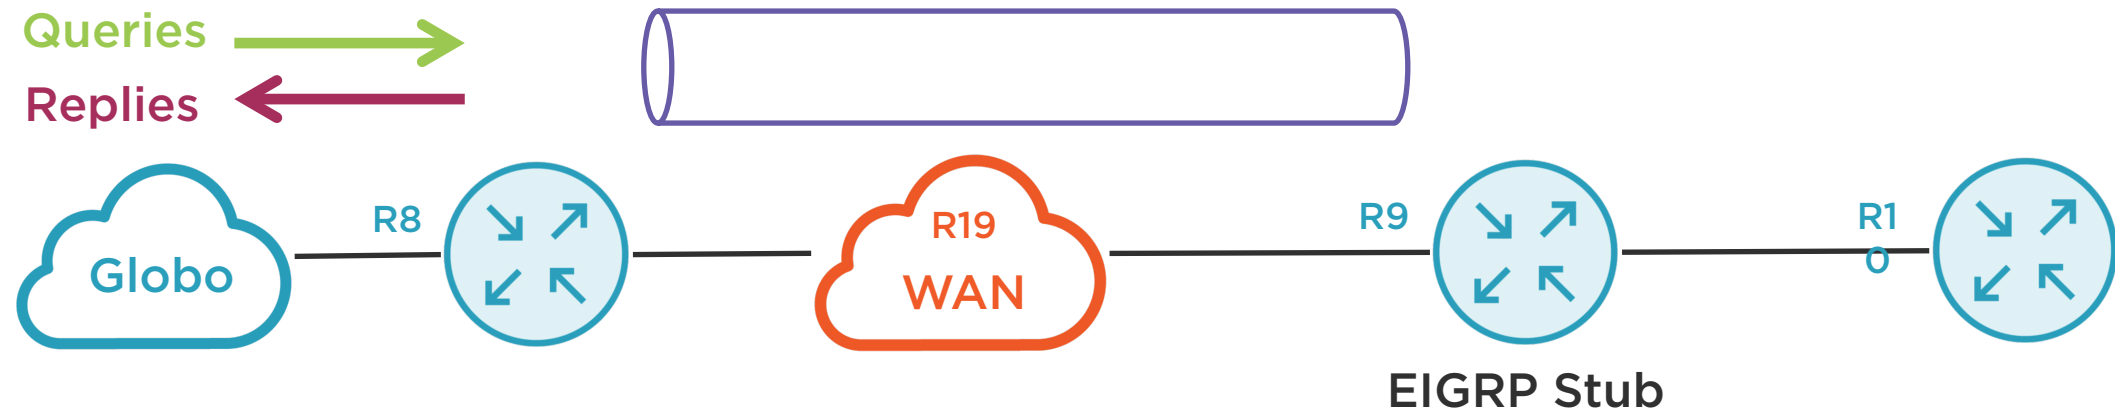 Queries
Replies
R8
Globo
R19
WAN
R9
EIGRP Stub
R1
0